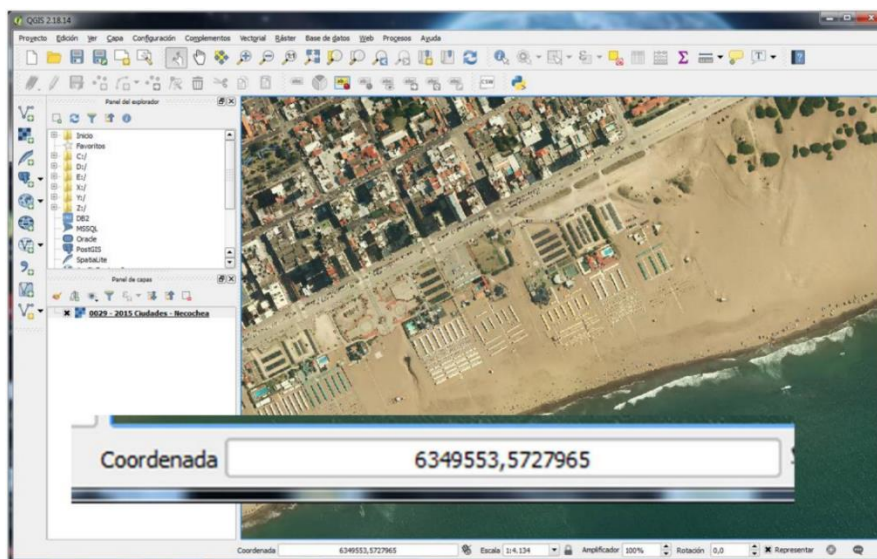 QGIS 2.18.14
Proyecto Edición Ver Capa Configuración Complementos Vectorial Ráster Base de datos Web Procesos Ayuda
Panel del explorador
Inicio
Favoritos
C:/
D:/
E:/
X:/
Y:/
Z:/
DB2
MSSQL
Oracle
PostGIS
SpatiaLite
Panel de capas
0029 - 2015 Ciudades - Necochea
Coordenada 6349553,5727965
Coordenada 6349553,5727965 Escala 1:4.134 Amplificador 100% Rotación 0,0 Representar